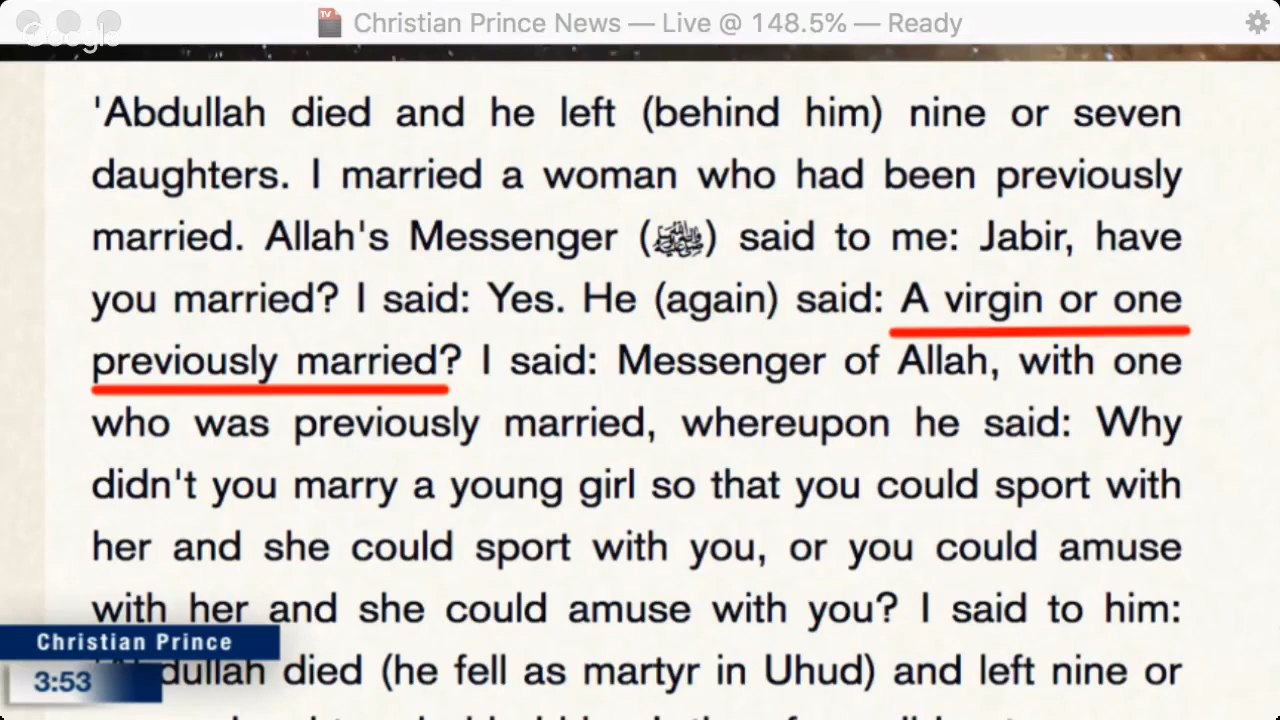 Christian Prince News — Live @ 148.5% — Ready
Google
'Abdullah died and he left (behind him) nine or seven
daughters. I married a woman who had been previously
married. Allah's Messenger (ﷺ) said to me: Jabir, have
you married? I said: Yes. He (again) said: A virgin or one
previously married? I said: Messenger of Allah, with one
who was previously married, whereupon he said: Why
didn't you marry a young girl so that you could sport with
her and she could sport with you, or you could amuse
with her and she could amuse with you? I said to him:
'Abdullah died (he fell as martyr in Uhud) and left nine or
Christian Prince
3:53